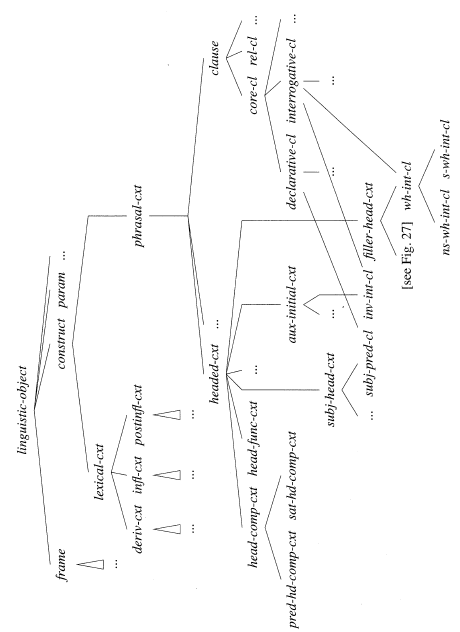 linguistic-object
frame construct param ...
...
lexical-cxt phrasal-cxt
deriv-cxt infl-cxt postinfl-cxt
... ... ...
headed-cxt ... clause
core-cl rel-cl ...
head-comp-cxt head-func-cxt ... aux-initial-cxt declarative-cl interrogative-cl ...
... ...
pred-hd-comp-cxt sat-hd-comp-cxt
subj-head-cxt ... inv-int-cl filler-head-cxt
... subj-pred-cl
[see Fig. 27] wh-int-cl
ns-wh-int-cl s-wh-int-cl